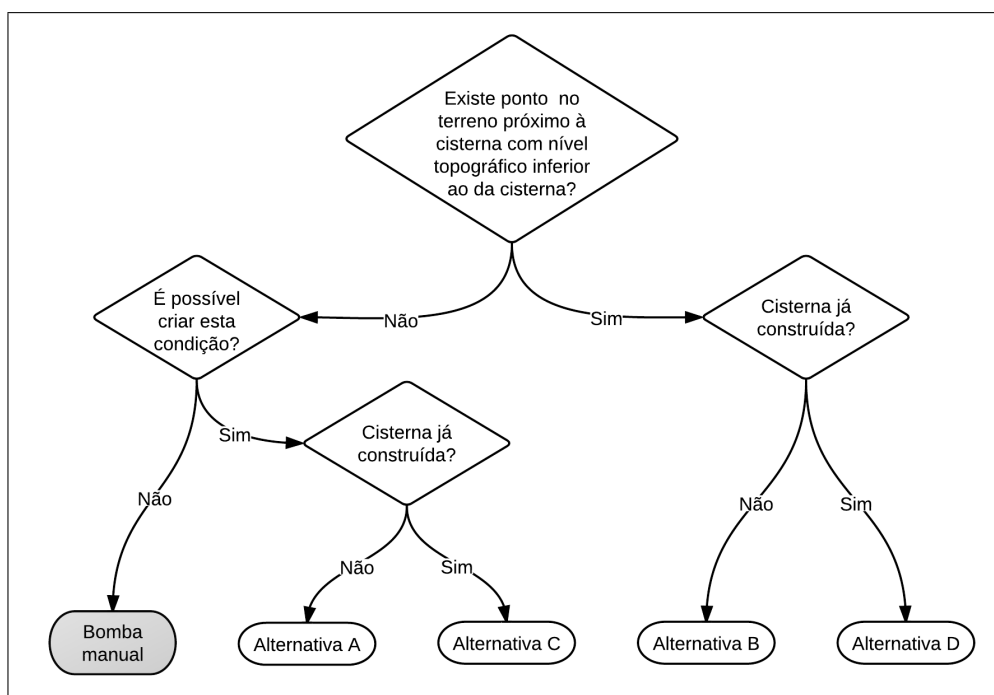 Existe ponto no
terreno próximo à
cisterna com nível
topográfico inferior
ao da cisterna?
É possível
criar esta
condição?
Não
Sim
Cisterna já
construída?
Sim
Cisterna já
construída?
Não
Não
Sim
Não
Sim
Bomba
manual
Alternativa A
Alternativa C
Alternativa B
Alternativa D